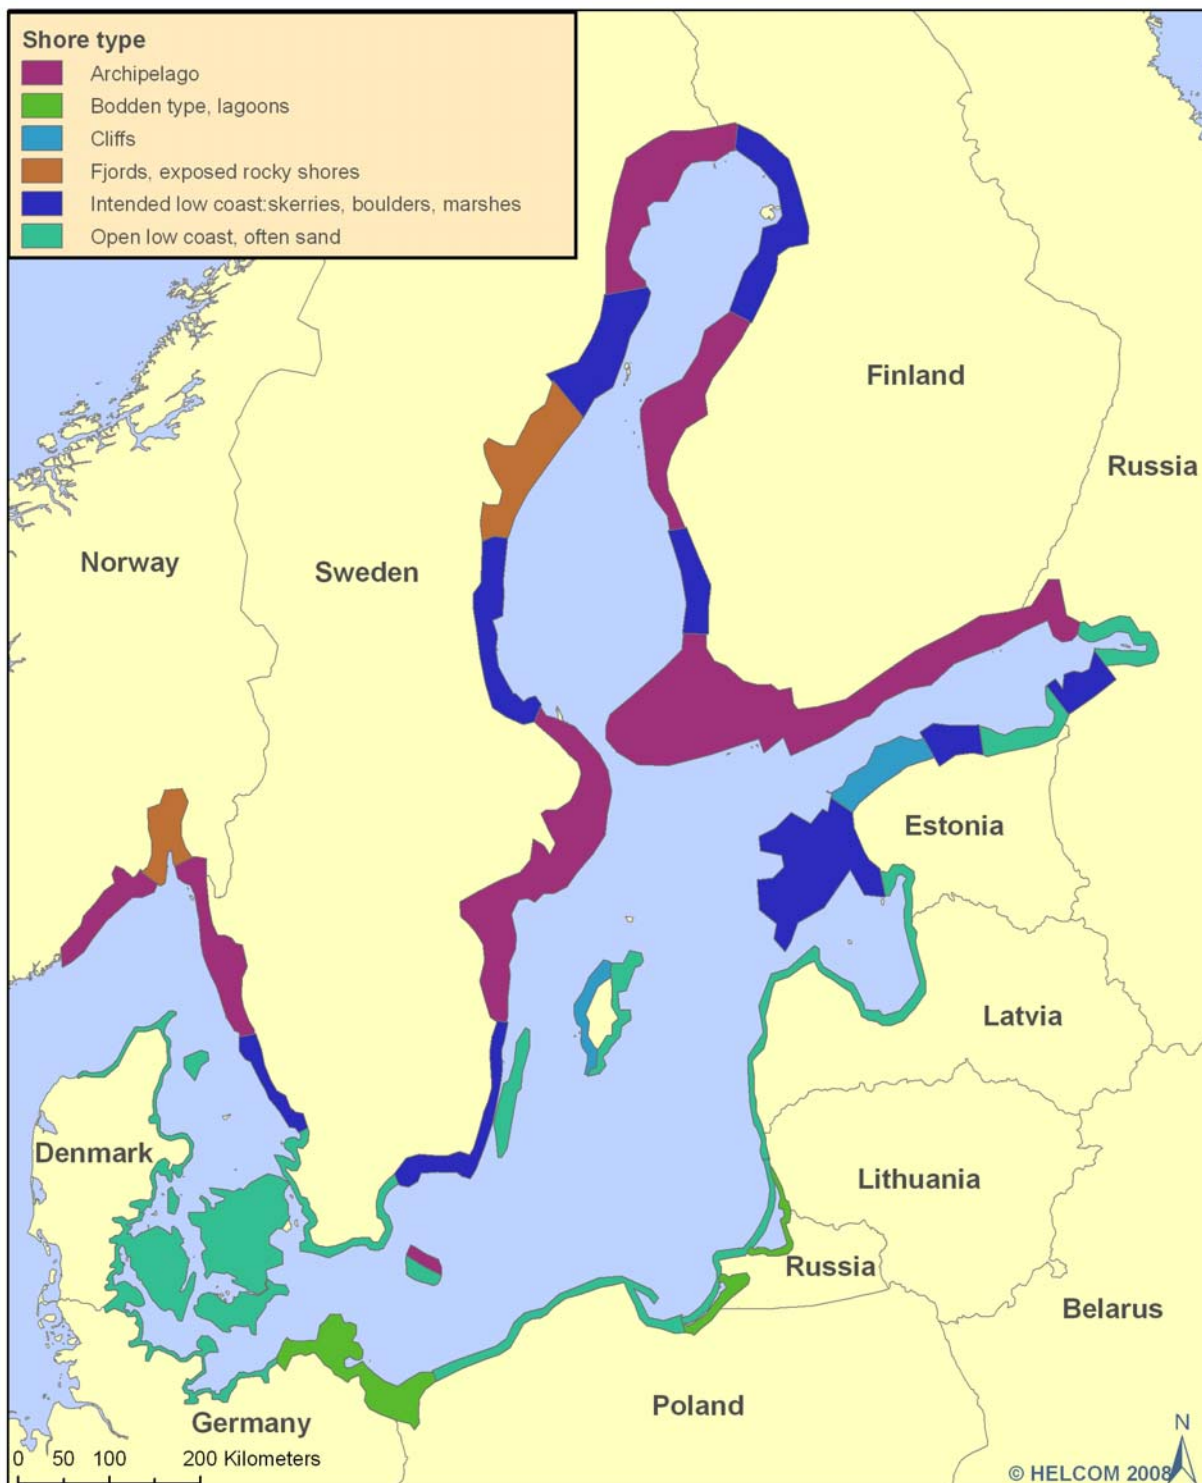 Shore type
Archipelago
Bodden type, lagoons
Cliffs
Fjords, exposed rocky shores
Intended low coast:skerries, boulders, marshes
Open low coast, often sand
Finland
Russia
Norway
Sweden
Estonia
Latvia
Denmark
Lithuania
Russia
Belarus
Poland
Germany
N
0 50 100 200 Kilometers
© HELCOM 2008